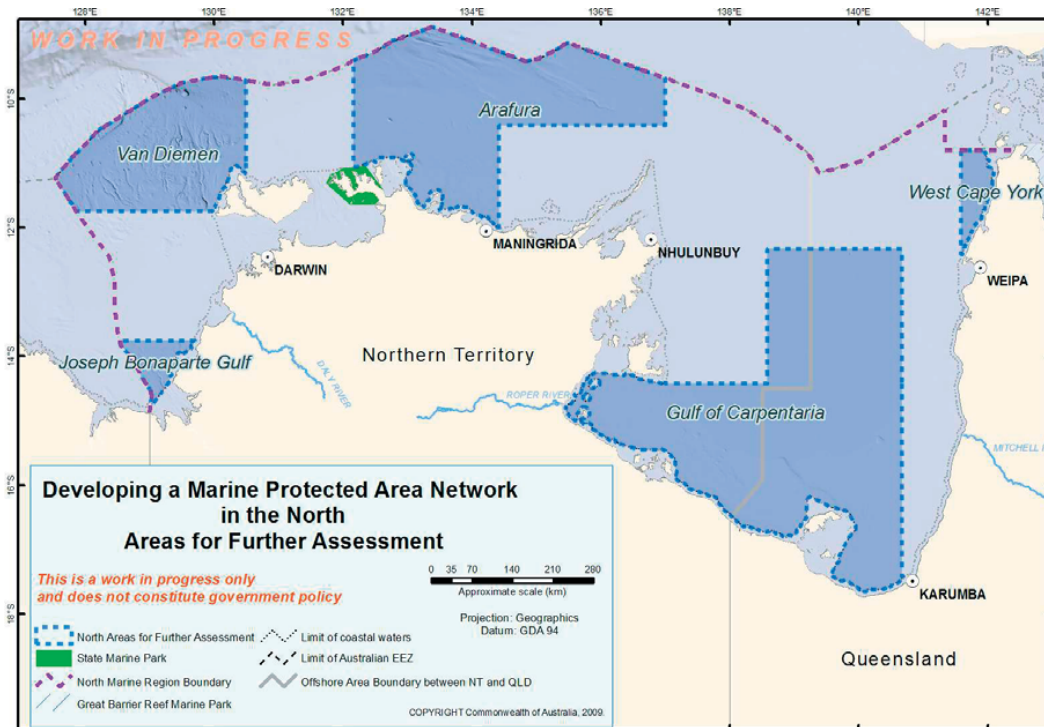 126°E 130°E 132°E 134°E 136°E 138°E 140°E 142°E
WORK IN PROGRESS
10°S
12°S
14°S
16°S
18°S
Arafura
Van Diemen
West Cape York
MANINGRIDA
NHULUNBUY
DARWIN
WEIPA
Joseph Bonaparte Gulf
Northern Territory
DALY RIVER
ROPER RIVER
Gulf of Carpentaria
MITCHELL
KARUMBA
Queensland
Developing a Marine Protected Area Network
in the North
Areas for Further Assessment
This is a work in progress only
and does not constitute government policy
0 35 70 140 210 280
Approximate scale (km)
Projection: Geographics
Datum: GDA 94
North Areas for Further Assessment
State Marine Park
North Marine Region Boundary
Great Barrier Reef Marine Park
Limit of coastal waters
Limit of Australian EEZ
Offshore Area Boundary between NT and QLD
COPYRIGHT Commonwealth of Australia, 2009.
126°E 138°E 140°E 142°E